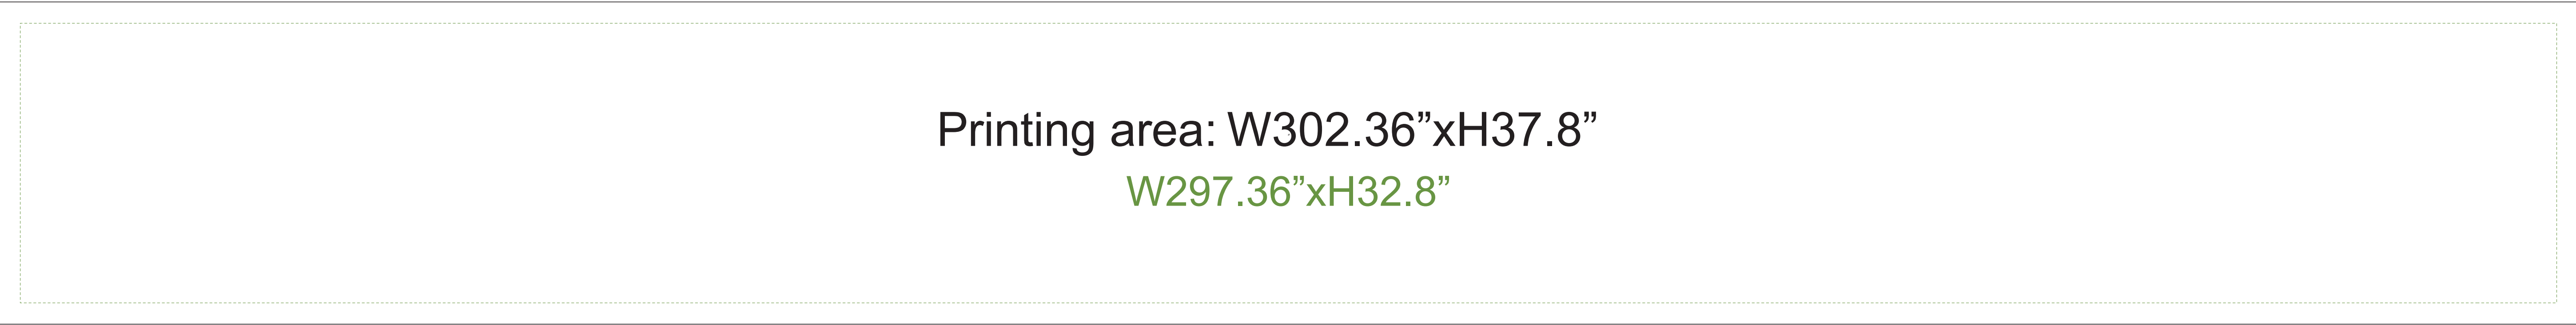 Printing area: W302.36”xH37.8”
W297.36”xH32.8”